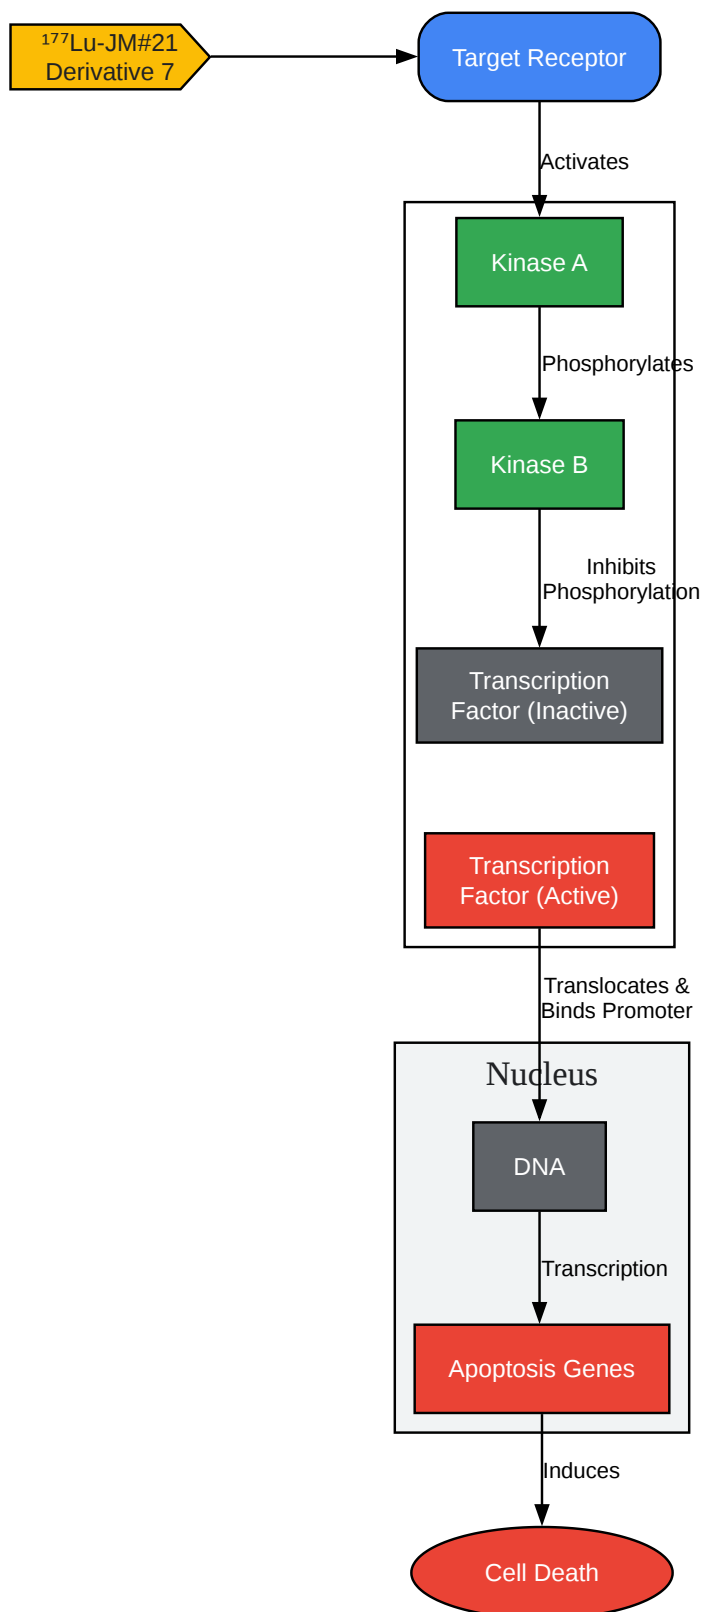 ¹⁷⁷Lu-JM#21
Derivative 7
Target Receptor
Activates
Kinase A
Phosphorylates
Kinase B
Inhibits
Phosphorylation
Transcription
Factor (Inactive)
Transcription
Factor (Active)
Translocates &
Binds Promoter
Nucleus
DNA
Transcription
Apoptosis Genes
Induces
Cell Death